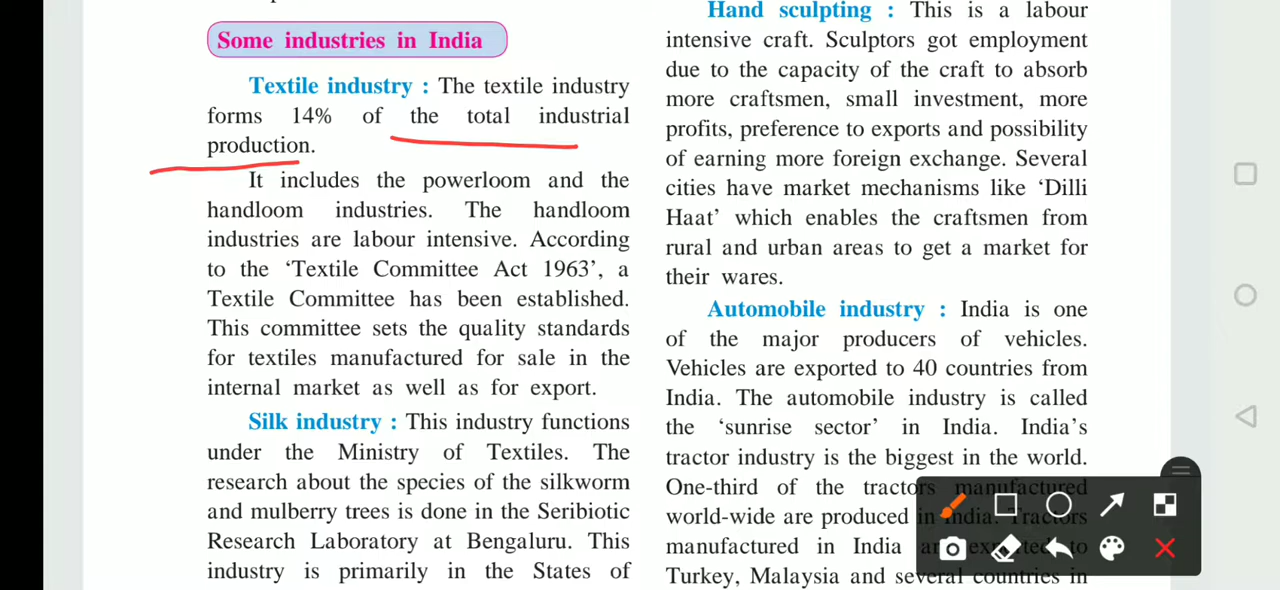 Some industries in India
Textile industry : The textile industry
forms 14% of the total industrial
production.
It includes the powerloom and the
handloom industries. The handloom
industries are labour intensive. According
to the ‘Textile Committee Act 1963’, a
Textile Committee has been established.
This committee sets the quality standards
for textiles manufactured for sale in the
internal market as well as for export.
Silk industry : This industry functions
under the Ministry of Textiles. The
research about the species of the silkworm
and mulberry trees is done in the Seribiotic
Research Laboratory at Bengaluru. This
industry is primarily in the States of
Hand sculpting : This is a labour
intensive craft. Sculptors got employment
due to the capacity of the craft to absorb
more craftsmen, small investment, more
profits, preference to exports and possibility
of earning more foreign exchange. Several
cities have market mechanisms like ‘Dilli
Haat’ which enables the craftsmen from
rural and urban areas to get a market for
their wares.
Automobile industry : India is one
of the major producers of vehicles.
Vehicles are exported to 40 countries from
India. The automobile industry is called
the ‘sunrise sector’ in India. India’s
tractor industry is the biggest in the world.
One-third of the tractors manufactured
world-wide are produced in India. Tractors
manufactured in India are exported to
Turkey, Malaysia and several countries in